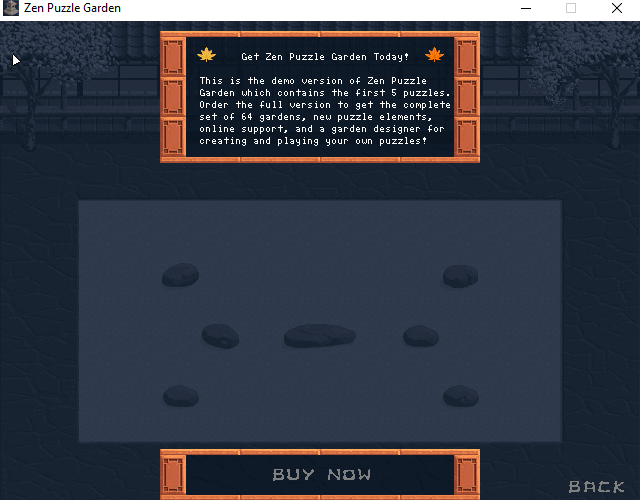 Zen Puzzle Garden
Get Zen Puzzle Garden Today!
This is the demo version of Zen Puzzle
Garden which contains the first 5 puzzles.
Order the full version to get the complete
set of 64 gardens, new puzzle elements,
online support, and a garden designer for
creating and playing your own puzzles!
BUY NOW
BACK